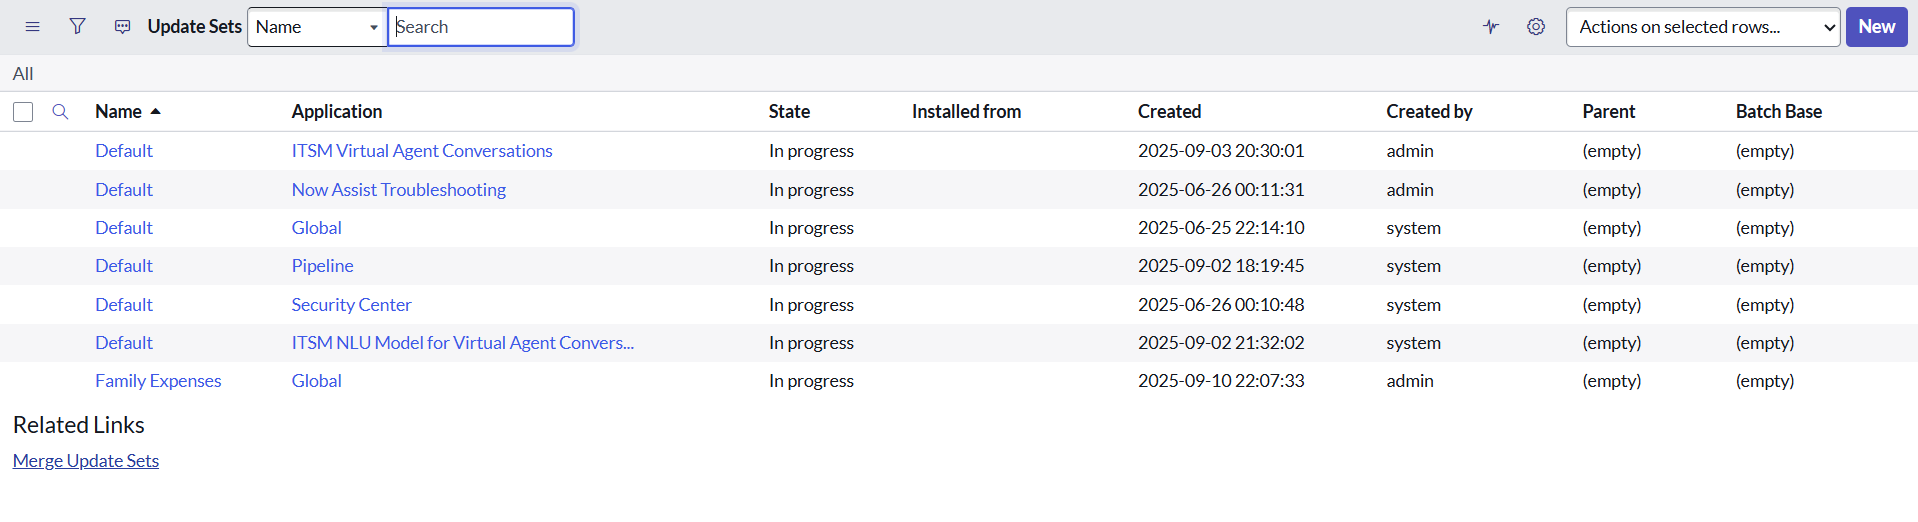 Update Sets Name Search Actions on selected rows... New
All
Name Application State Installed from Created Created by Parent Batch Base
Default ITSM Virtual Agent Conversations In progress 2025-09-03 20:30:01 admin (empty) (empty)
Default Now Assist Troubleshooting In progress 2025-06-26 00:11:31 admin (empty) (empty)
Default Global In progress 2025-06-25 22:14:10 system (empty) (empty)
Default Pipeline In progress 2025-09-02 18:19:45 system (empty) (empty)
Default Security Center In progress 2025-06-26 00:10:48 system (empty) (empty)
Default ITSM NLU Model for Virtual Agent Convers... In progress 2025-09-02 21:32:02 system (empty) (empty)
Family Expenses Global In progress 2025-09-10 22:07:33 admin (empty) (empty)
Related Links
Merge Update Sets